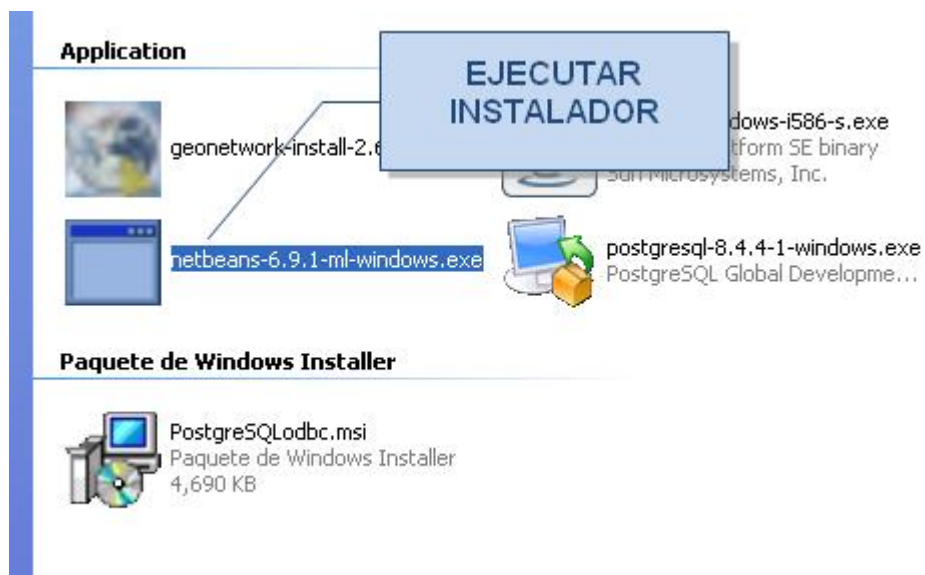 Application
EJECUTAR
INSTALADOR
geonetwork-install-2.6
dows-i586-s.exe
tform SE binary
Sun Microsystems, Inc.
netbeans-6.9.1-ml-windows.exe
postgresql-8.4.4-1-windows.exe
PostgreSQL Global Developme...
Paquete de Windows Installer
PostgreSQLodbc.msi
Paquete de Windows Installer
4,690 KB